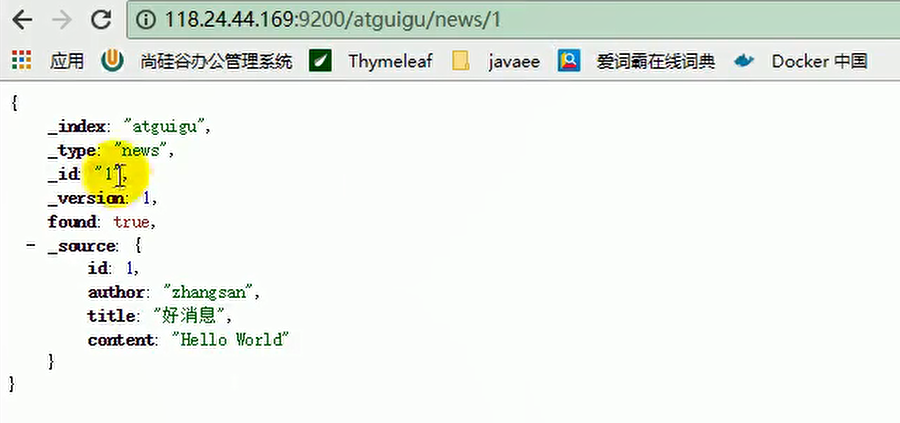 118.24.44.169:9200/atguigu/news/1
应用 尚硅谷办公管理系统 Thymeleaf javaee 爱词霸在线词典 Docker 中国
{
_index: "atguigu",
_type: "news",
_id: "1",
_version: 1,
found: true,
- _source: {
id: 1,
author: "zhangsan",
title: "好消息",
content: "Hello World"
}
}